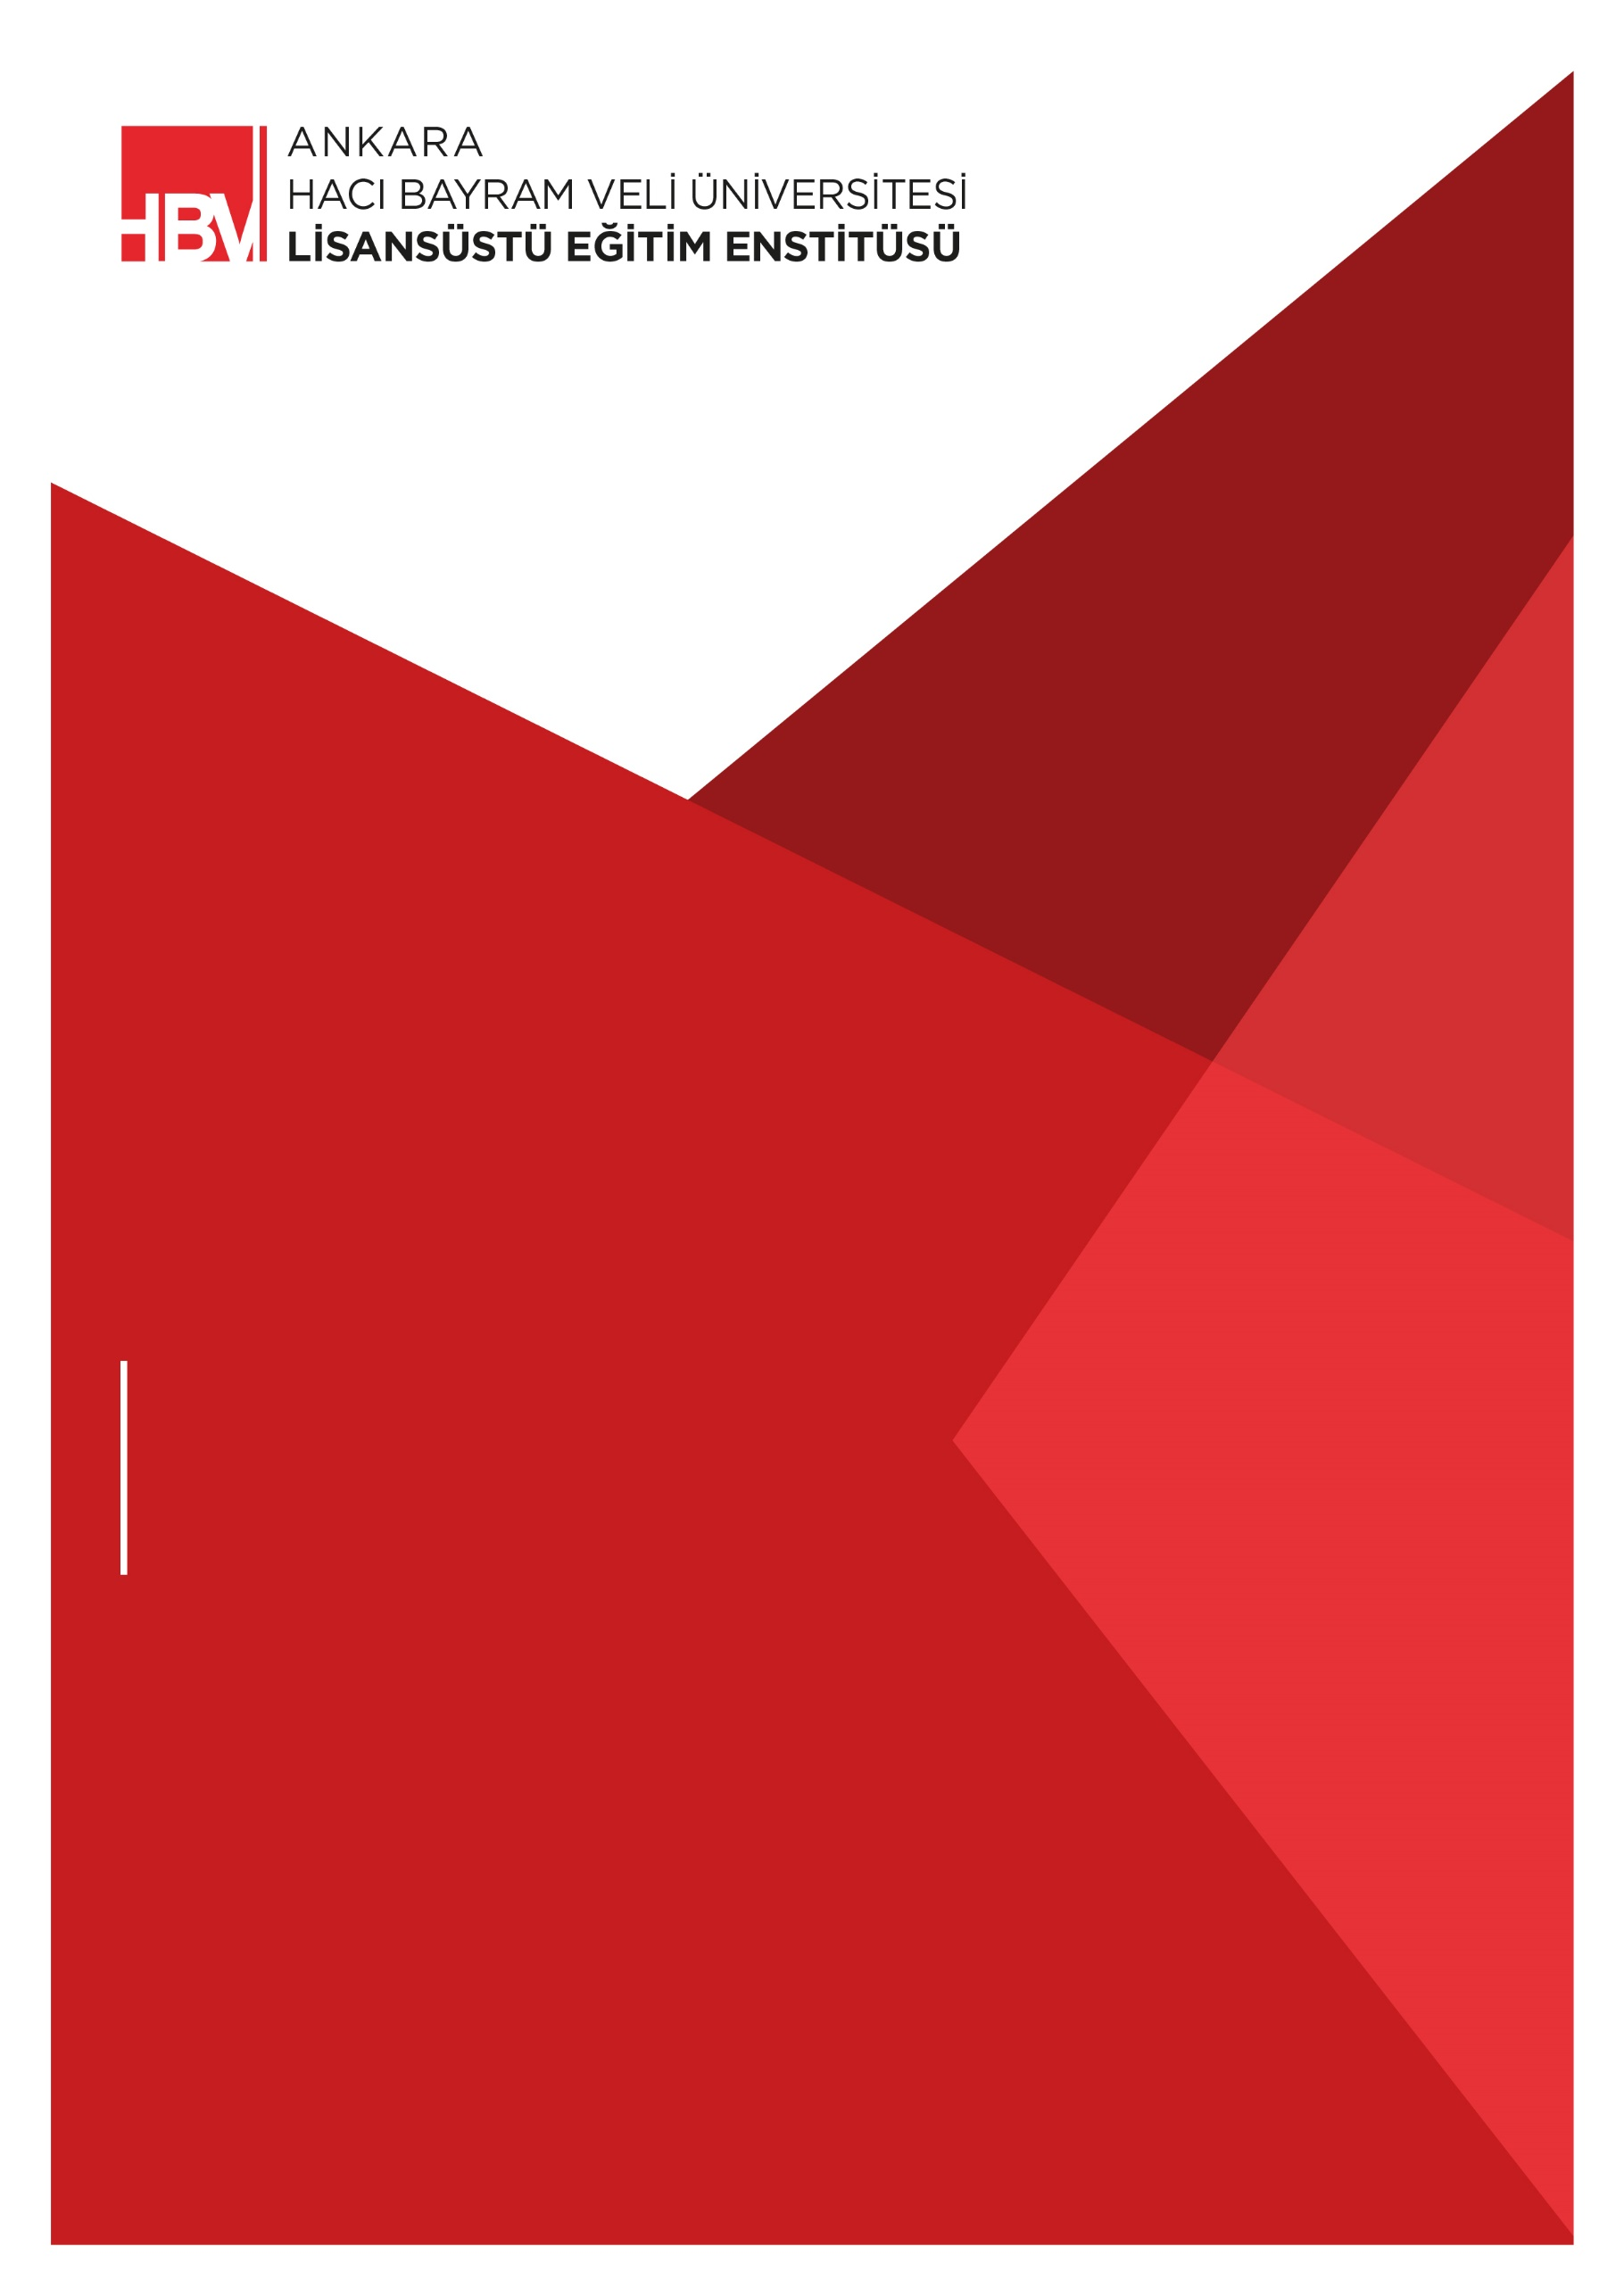 HBV
ANKARA
HACI BAYRAM VELİ ÜNİVERSİTESİ
LİSANSÜSTÜ EĞİTİM ENSTİTÜSÜ